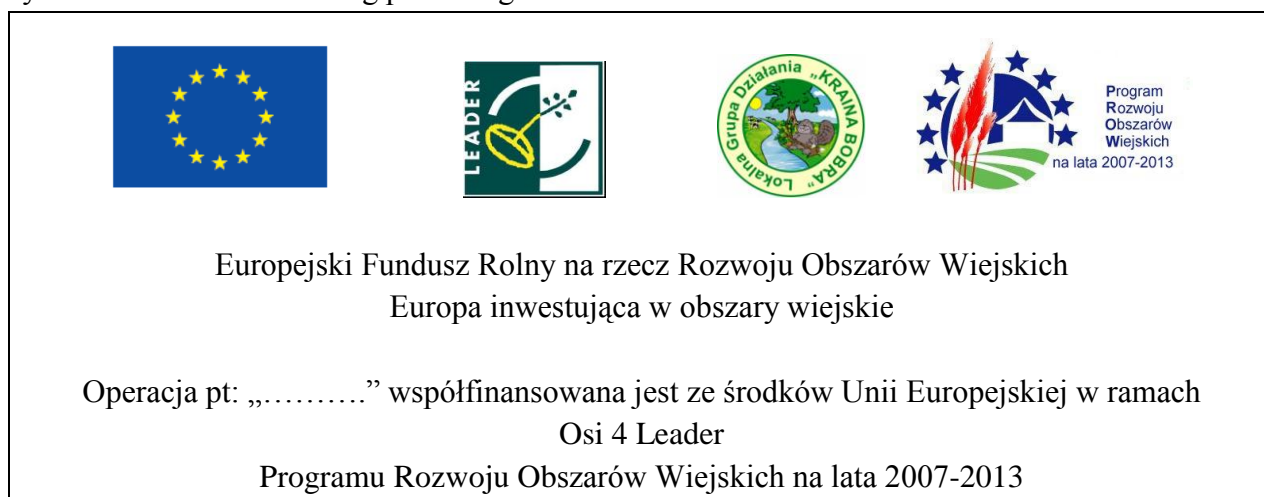 LEADER
Lokalna Grupa Działania „KRAINA BOBRA”
Program
Rozwoju
Obszarów
Wiejskich
na lata 2007-2013
Europejski Fundusz Rolny na rzecz Rozwoju Obszarów Wiejskich
Europa inwestująca w obszary wiejskie
Operacja pt: „……….” współfinansowana jest ze środków Unii Europejskiej w ramach
Osi 4 Leader
Programu Rozwoju Obszarów Wiejskich na lata 2007-2013